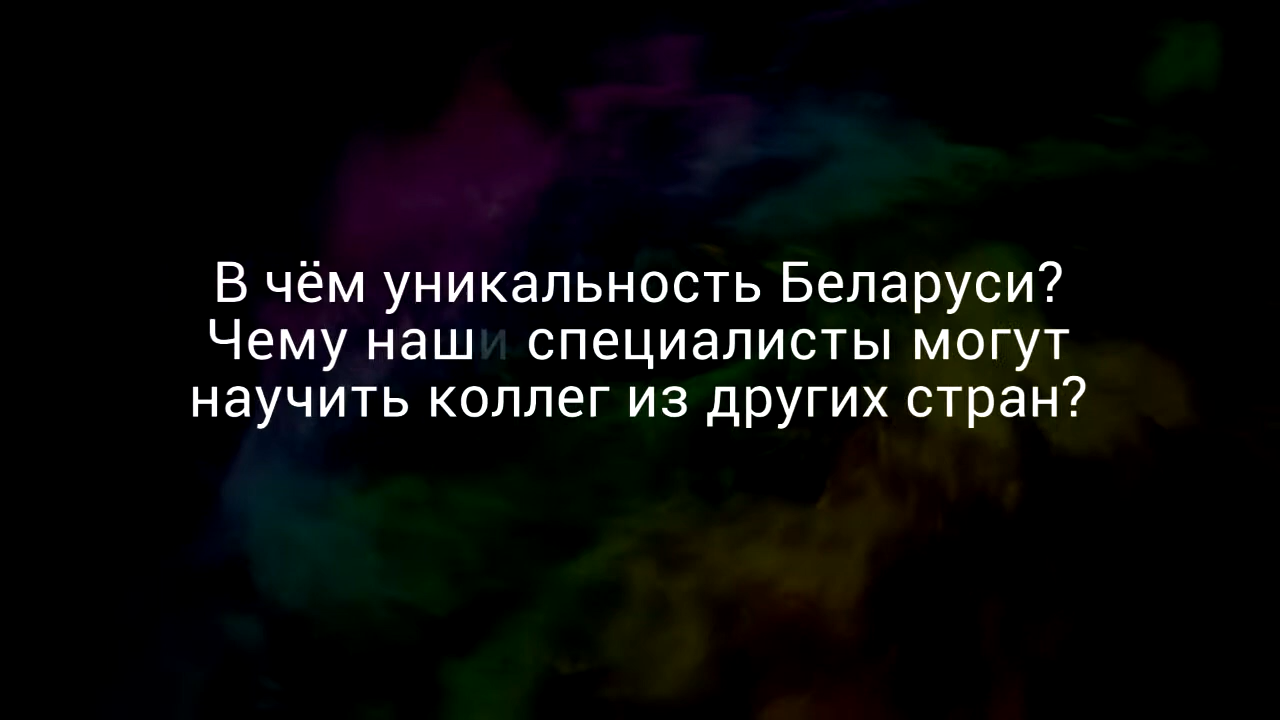 В чём уникальность Беларуси?
Чему наши специалисты могут
научить коллег из других стран?